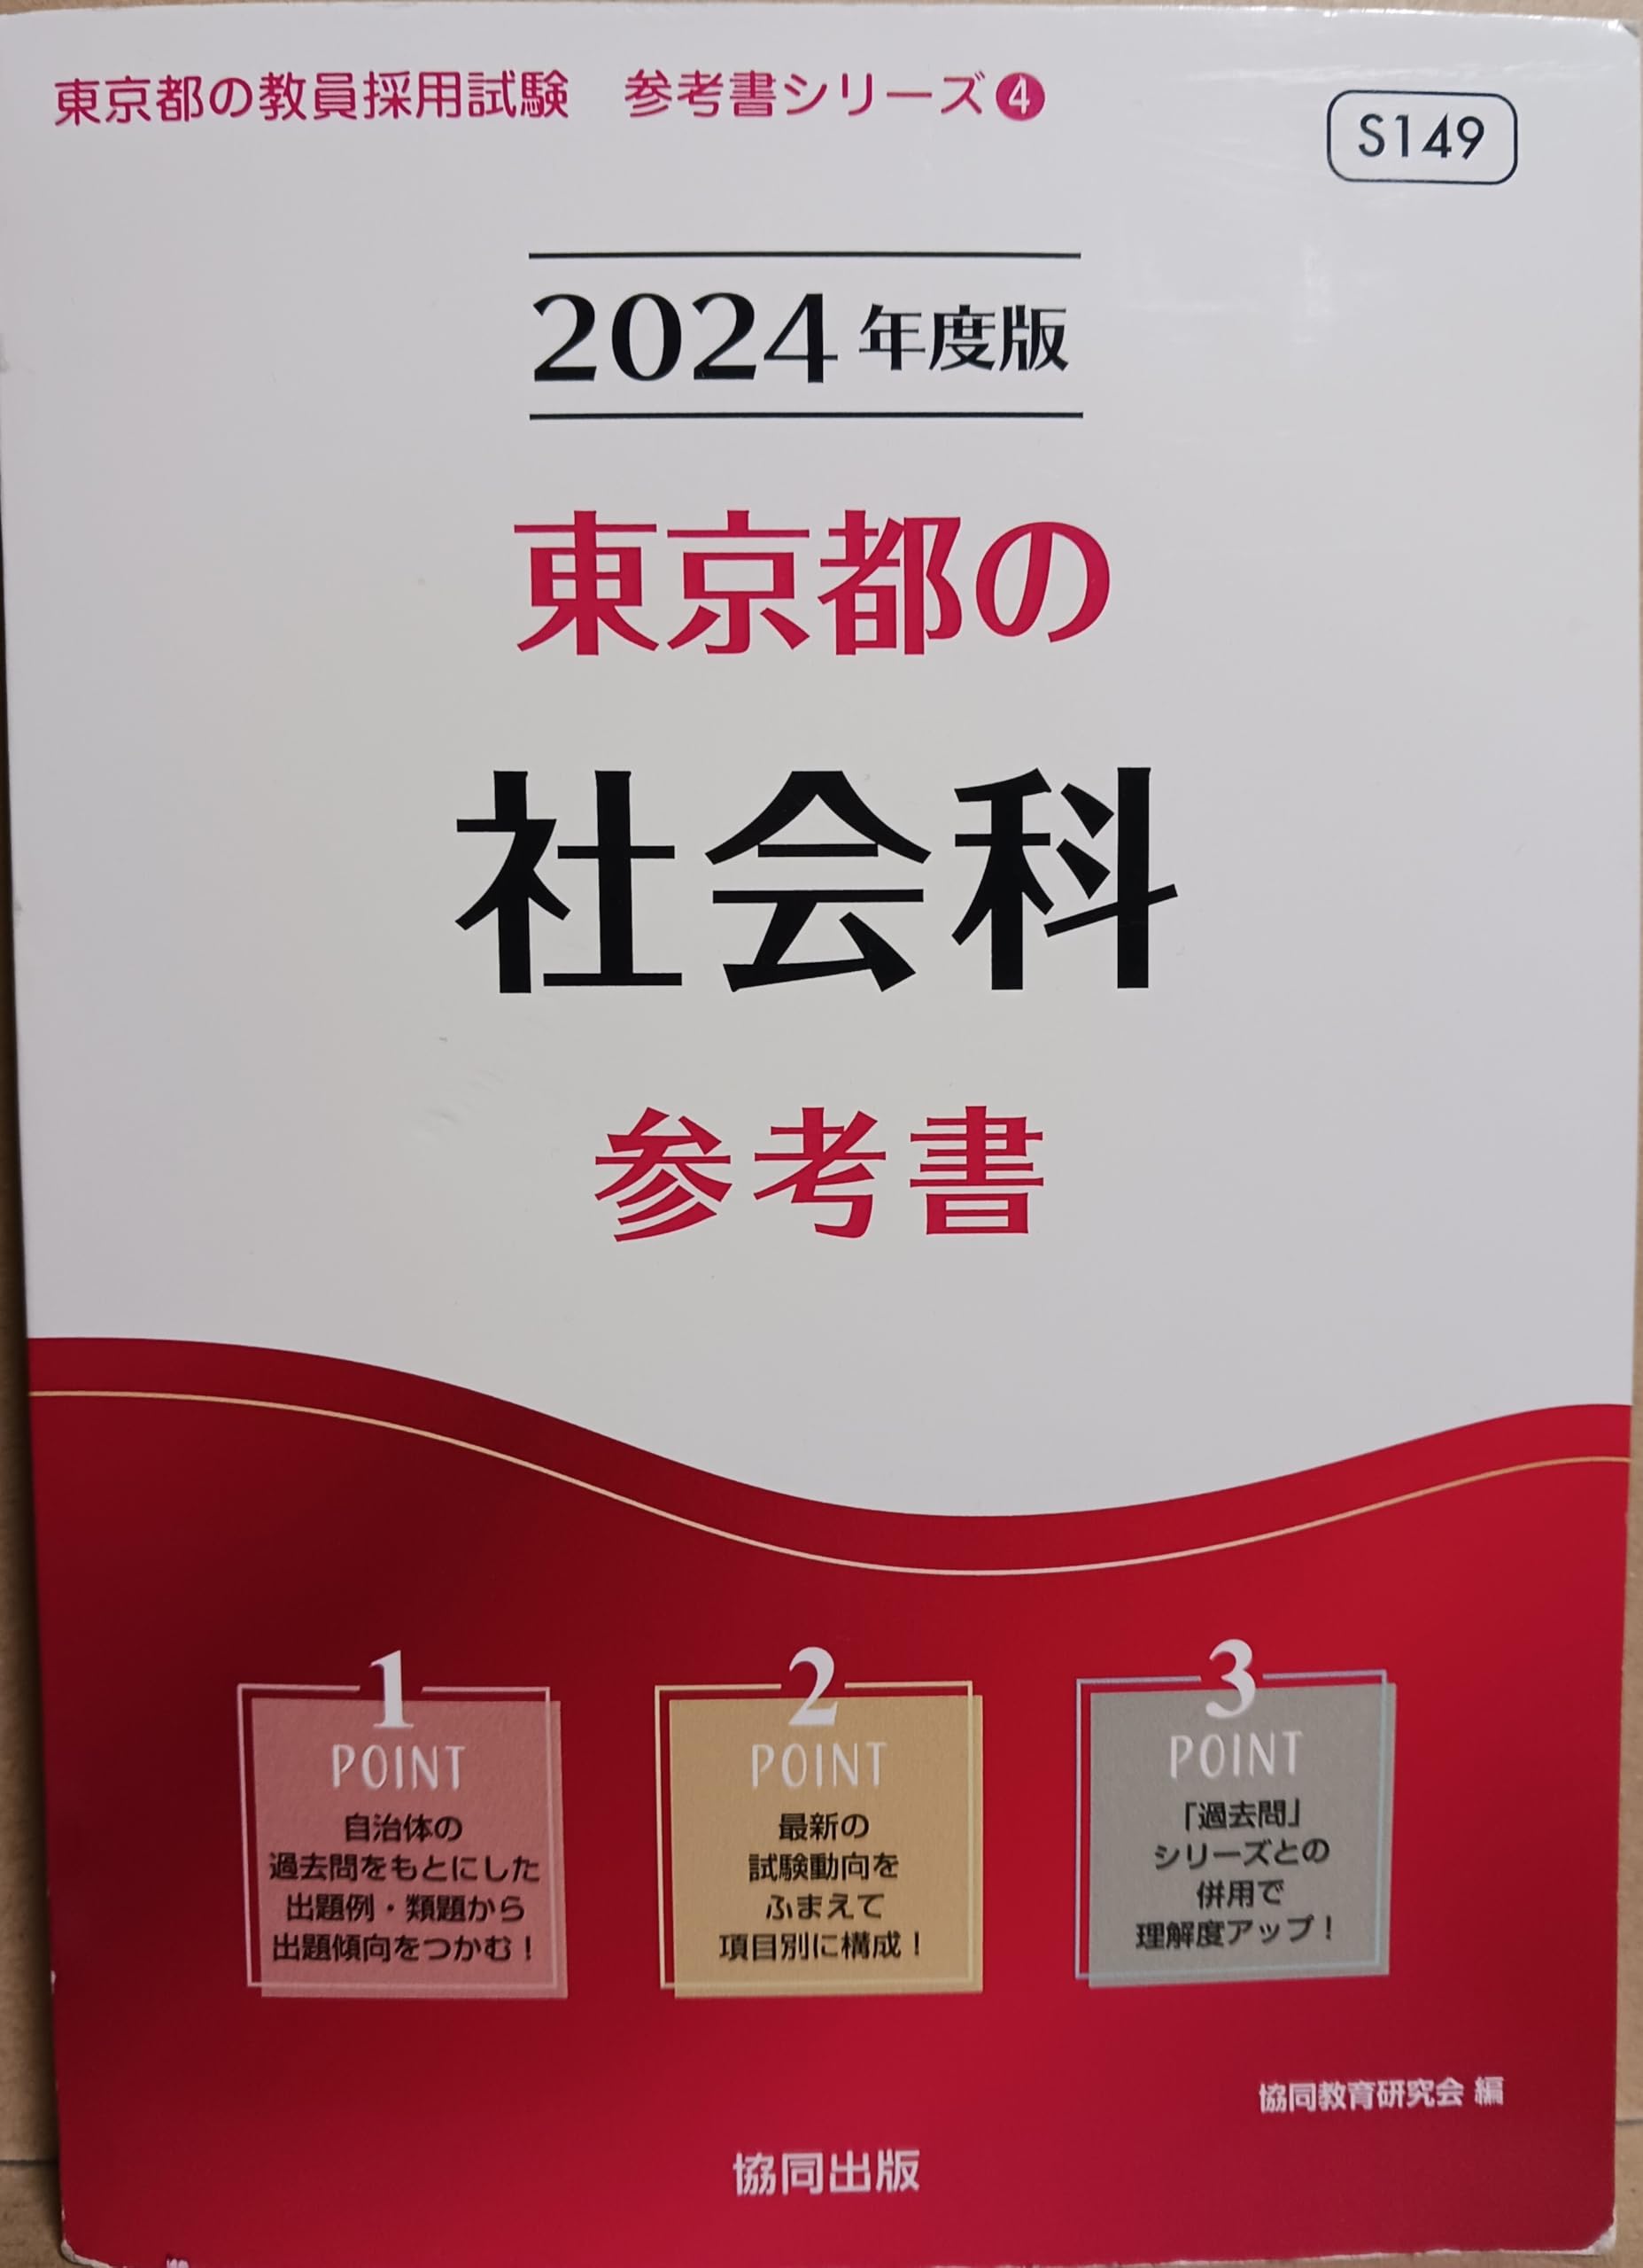 東京都の教員採用試験　参考書シリーズ❹
S149
2024年度版
東京都の
社会科
参考書
1
POINT
自治体の
過去問をもとにした
出題例・類題から
出題傾向をつかむ！
2
POINT
最新の
試験動向を
ふまえて
項目別に構成！
3
POINT
「過去問」
シリーズとの
併用で
理解度アップ！
協同教育研究会 編
協同出版